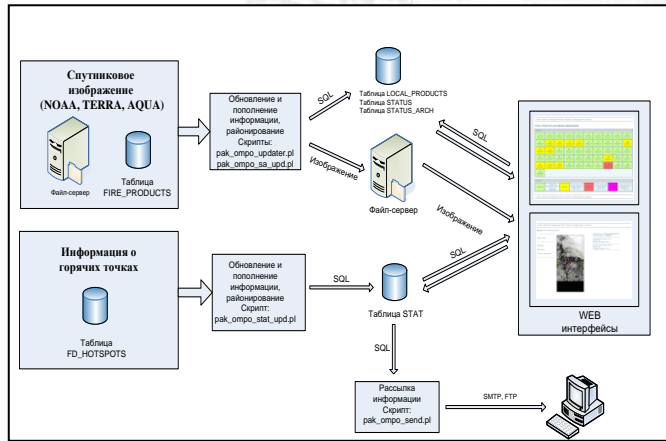 Спутниковое
изображение
(NOAA, TERRA, AQUA)
Файл-сервер
Таблица
FIRE_PRODUCTS
Обновление и
пополнение
информации,
районирование
Скрипты:
pak_ompo_updater.pl
pak_ompo_sa_upd.pl
SQL
Изображение
Таблица LOCAL_PRODUCTS
Таблица STATUS
Таблица STATUS_ARCH
Файл-сервер
SQL
Изображение
SQL
WEB
интерфейсы
Информация о
горячих точках
Таблица
FD_HOTSPOTS
Обновление и
пополнение
информации,
районирование
Скрипт:
pak_ompo_stat_upd.pl
SQL
Таблица STAT
SQL
Рассылка
информации
Скрипт:
pak_ompo_send.pl
SMTP, FTP